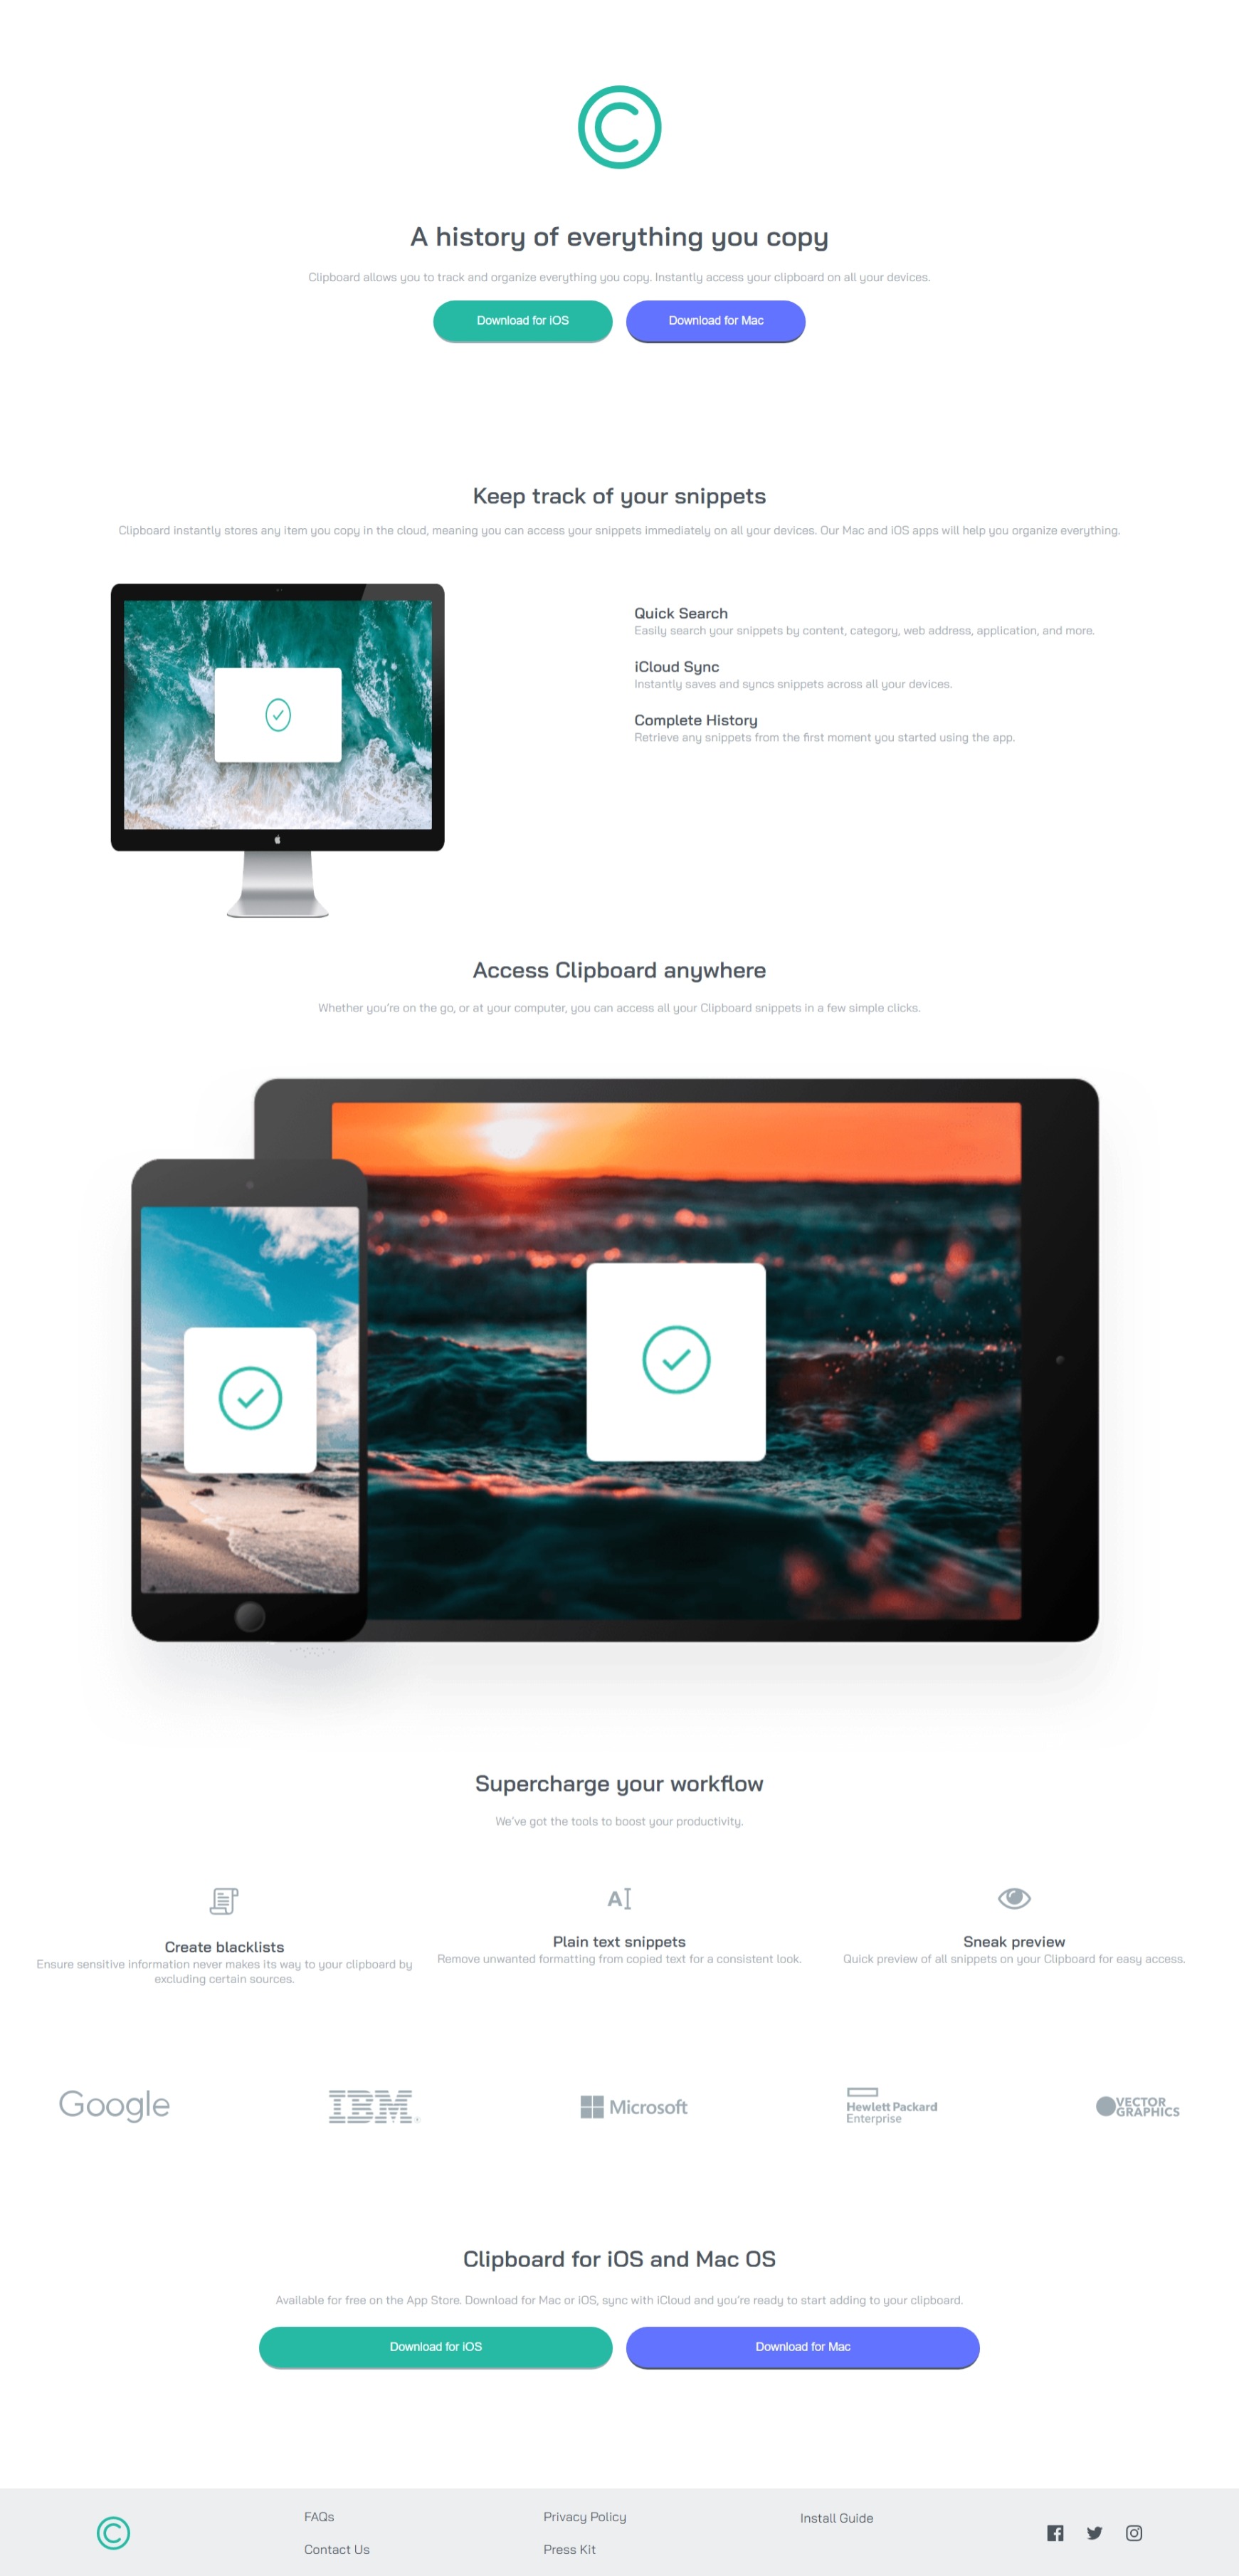 A history of everything you copy
Clipboard allows you to track and organize everything you copy. Instantly access your clipboard on all your devices.
Download for iOS
Download for Mac
Keep track of your snippets
Clipboard instantly stores any item you copy in the cloud, meaning you can access your snippets immediately on all your devices. Our Mac and iOS apps will help you organize everything.
Quick Search
Easily search your snippets by content, category, web address, application, and more.
iCloud Sync
Instantly saves and syncs snippets across all your devices.
Complete History
Retrieve any snippets from the first moment you started using the app.
Access Clipboard anywhere
Whether you're on the go, or at your computer, you can access all your Clipboard snippets in a few simple clicks.
Supercharge your workflow
We've got the tools to boost your productivity.
Create blacklists
Ensure sensitive information never makes its way to your clipboard by
excluding certain sources.
Plain text snippets
Remove unwanted formatting from copied text for a consistent look.
Sneak preview
Quick preview of all snippets on your Clipboard for easy access.
Google
IBM
Microsoft
Hewlett Packard
Enterprise
VECTOR
GRAPHICS
Clipboard for iOS and Mac OS
Available for free on the App Store. Download for Mac or iOS, sync with iCloud and you're ready to start adding to your clipboard.
Download for iOS
Download for Mac
FAQs
Contact Us
Privacy Policy
Press Kit
Install Guide